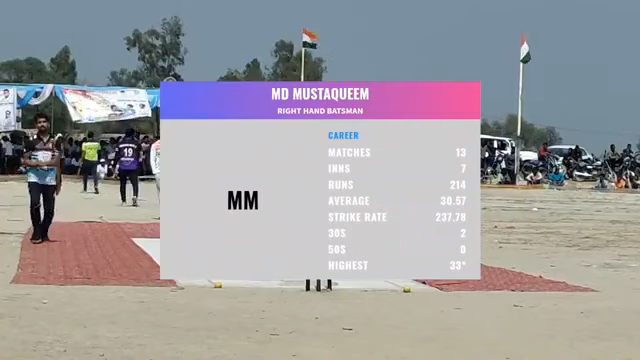 MD MUSTAQUEEM
RIGHT HAND BATSMAN
MM
CAREER
MATCHES 13
INNS 7
RUNS 214
AVERAGE 30.57
STRIKE RATE 237.78
30S 2
50S 0
HIGHEST 33*
19